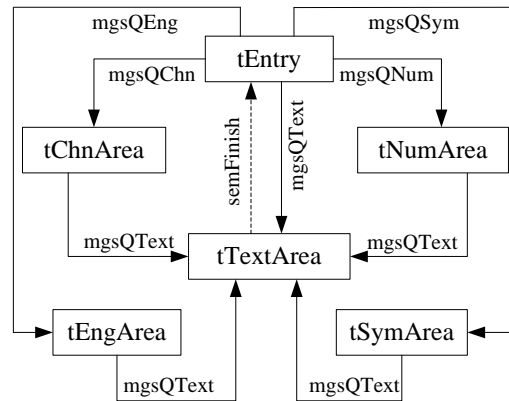 mgsQEng
mgsQSym
tEntry
mgsQChn
mgsQNum
tChnArea
semFinish
mgsQText
tNumArea
mgsQText
mgsQText
tTextArea
tEngArea
tSymArea
mgsQText
mgsQText